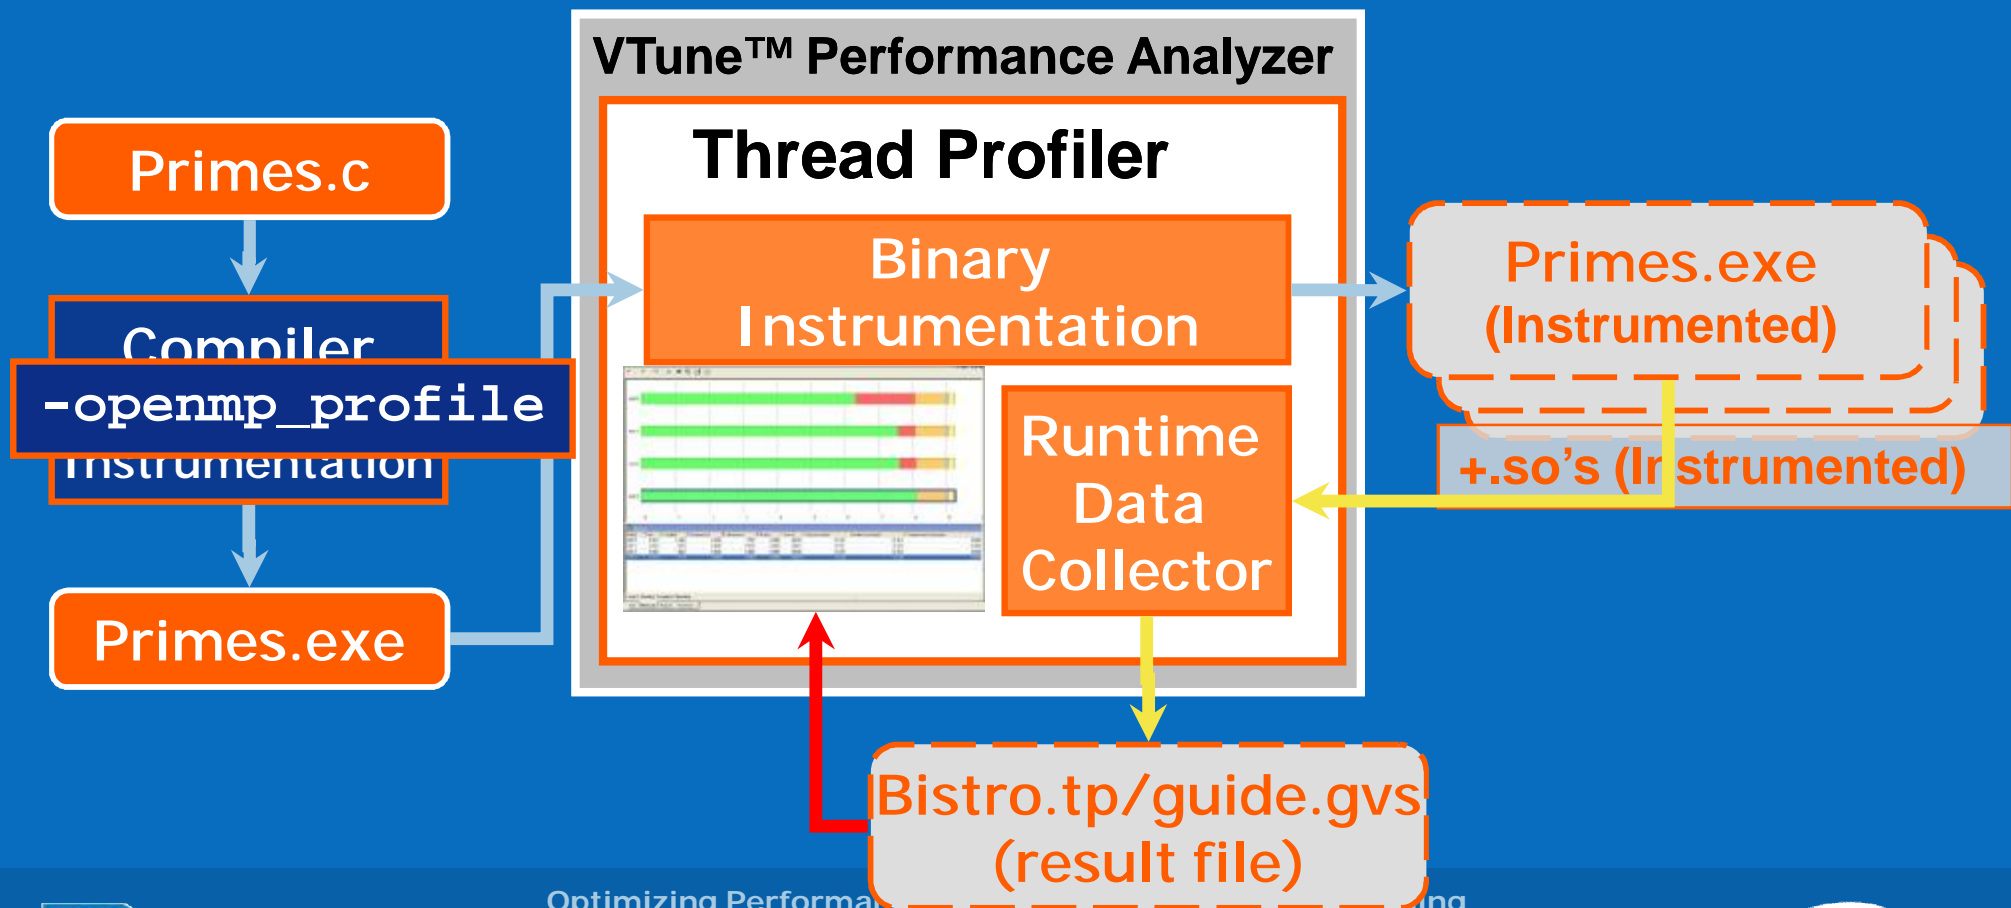 VTune™ Performance Analyzer
Thread Profiler
Primes.c
Compiler
-openmp_profile
Instrumentation
Primes.exe
Binary
Instrumentation
Runtime
Data
Collector
Primes.exe
(Instrumented)
+.so's (Instrumented)
Bistro.tp/guide.gvs
(result file)
Optimizing